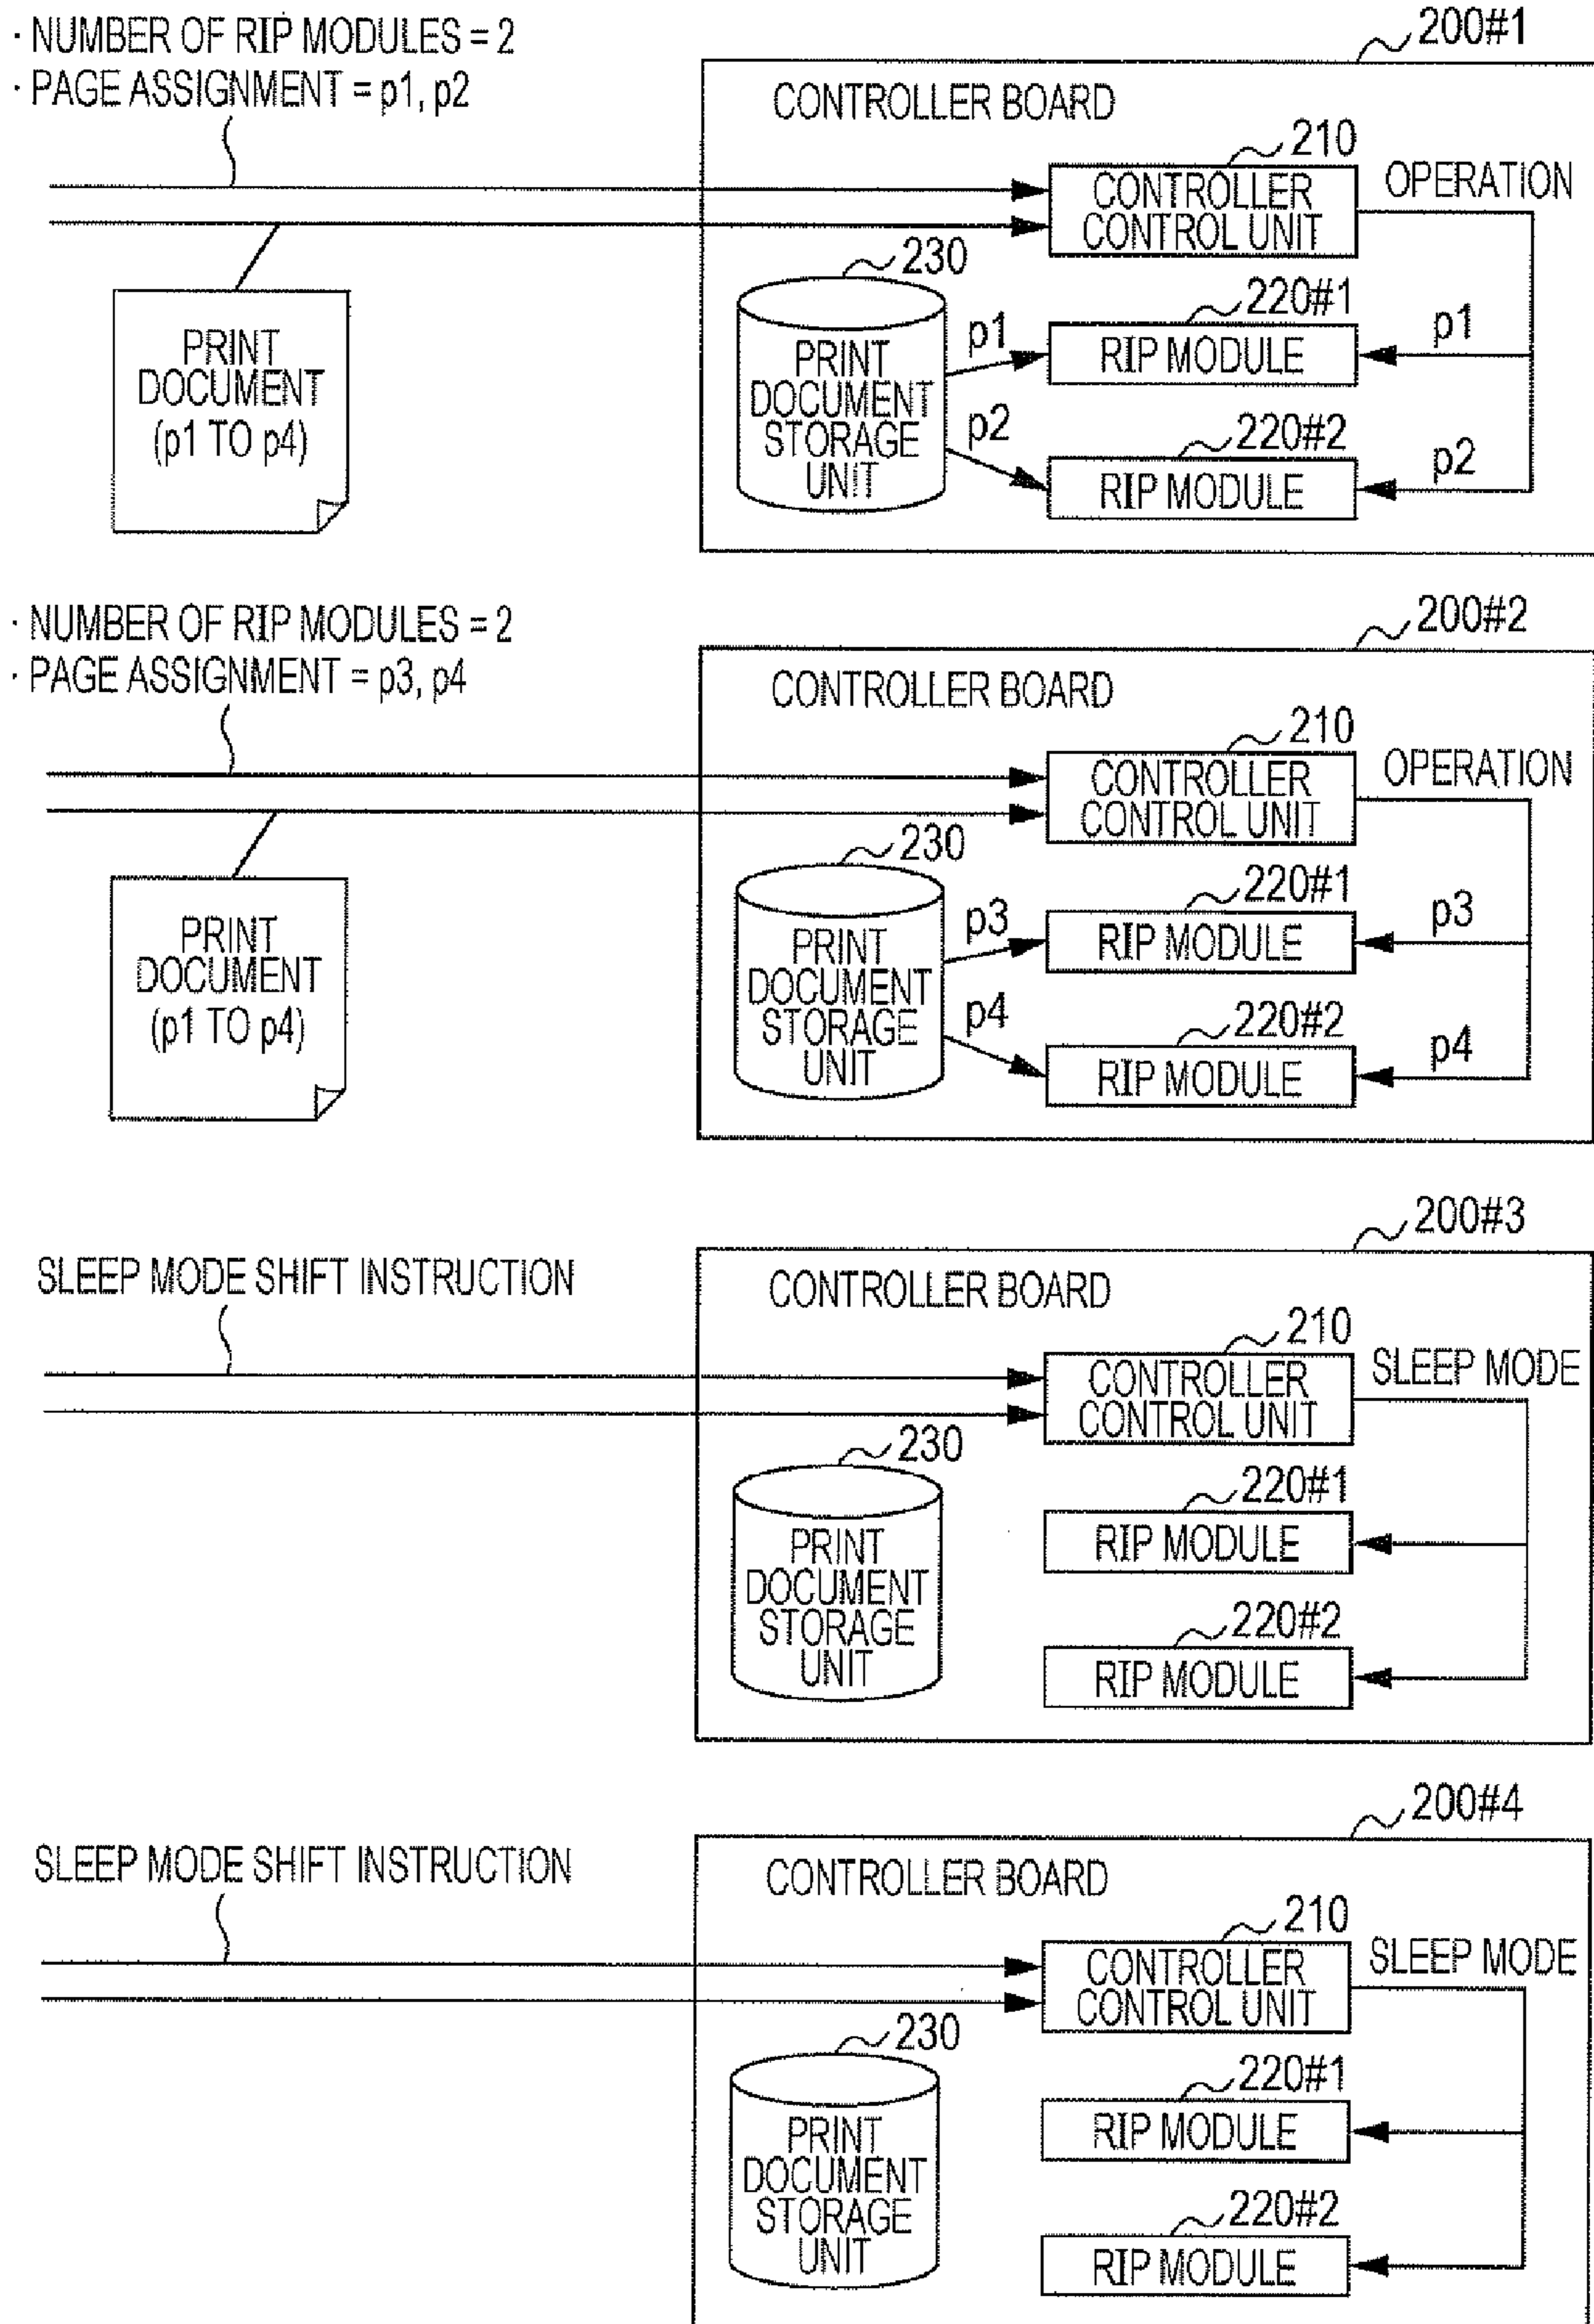 · NUMBER OF RIP MODULES = 2
· PAGE ASSIGNMENT = p1, p2
200#1
CONTROLLER BOARD
210
CONTROLLER
CONTROL UNIT
OPERATION
230
220#1
PRINT
DOCUMENT
(p1 TO p4)
PRINT
DOCUMENT
STORAGE
UNIT
p1
RIP MODULE
p1
p2
220#2
RIP MODULE
p2
· NUMBER OF RIP MODULES = 2
· PAGE ASSIGNMENT = p3, p4
200#2
CONTROLLER BOARD
210
CONTROLLER
CONTROL UNIT
OPERATION
230
220#1
PRINT
DOCUMENT
(p1 TO p4)
PRINT
DOCUMENT
STORAGE
UNIT
p3
RIP MODULE
p3
p4
220#2
RIP MODULE
p4
200#3
SLEEP MODE SHIFT INSTRUCTION
CONTROLLER BOARD
210
CONTROLLER
CONTROL UNIT
SLEEP MODE
230
220#1
PRINT
DOCUMENT
STORAGE
UNIT
RIP MODULE
220#2
RIP MODULE
200#4
SLEEP MODE SHIFT INSTRUCTION
CONTROLLER BOARD
210
CONTROLLER
CONTROL UNIT
SLEEP MODE
230
220#1
PRINT
DOCUMENT
STORAGE
UNIT
RIP MODULE
220#2
RIP MODULE